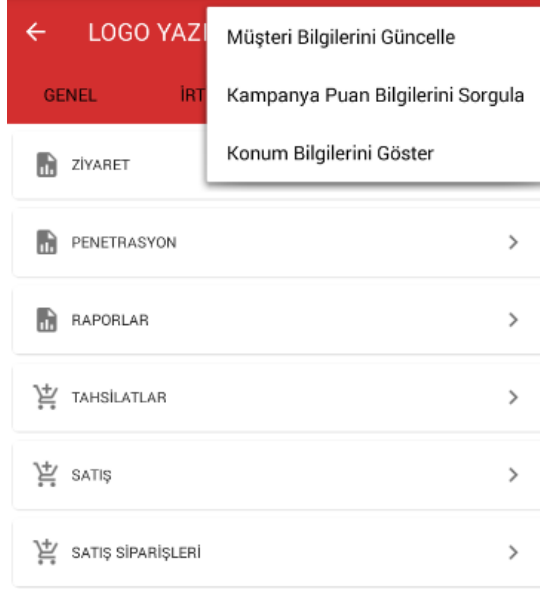 LOGO YAZI
Müşteri Bilgilerini Güncelle
GENEL
İRT
Kampanya Puan Bilgilerini Sorgula
Konum Bilgilerini Göster
ZİYARET
PENETRASYON
RAPORLAR
TAHSİLATLAR
SATIŞ
SATIŞ SİPARİŞLERİ